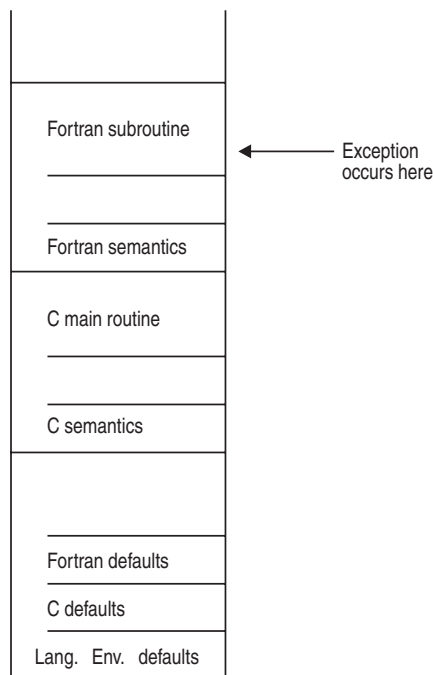 Fortran subroutine
Exception
occurs here
Fortran semantics
C main routine
C semantics
Fortran defaults
C defaults
Lang. Env. defaults